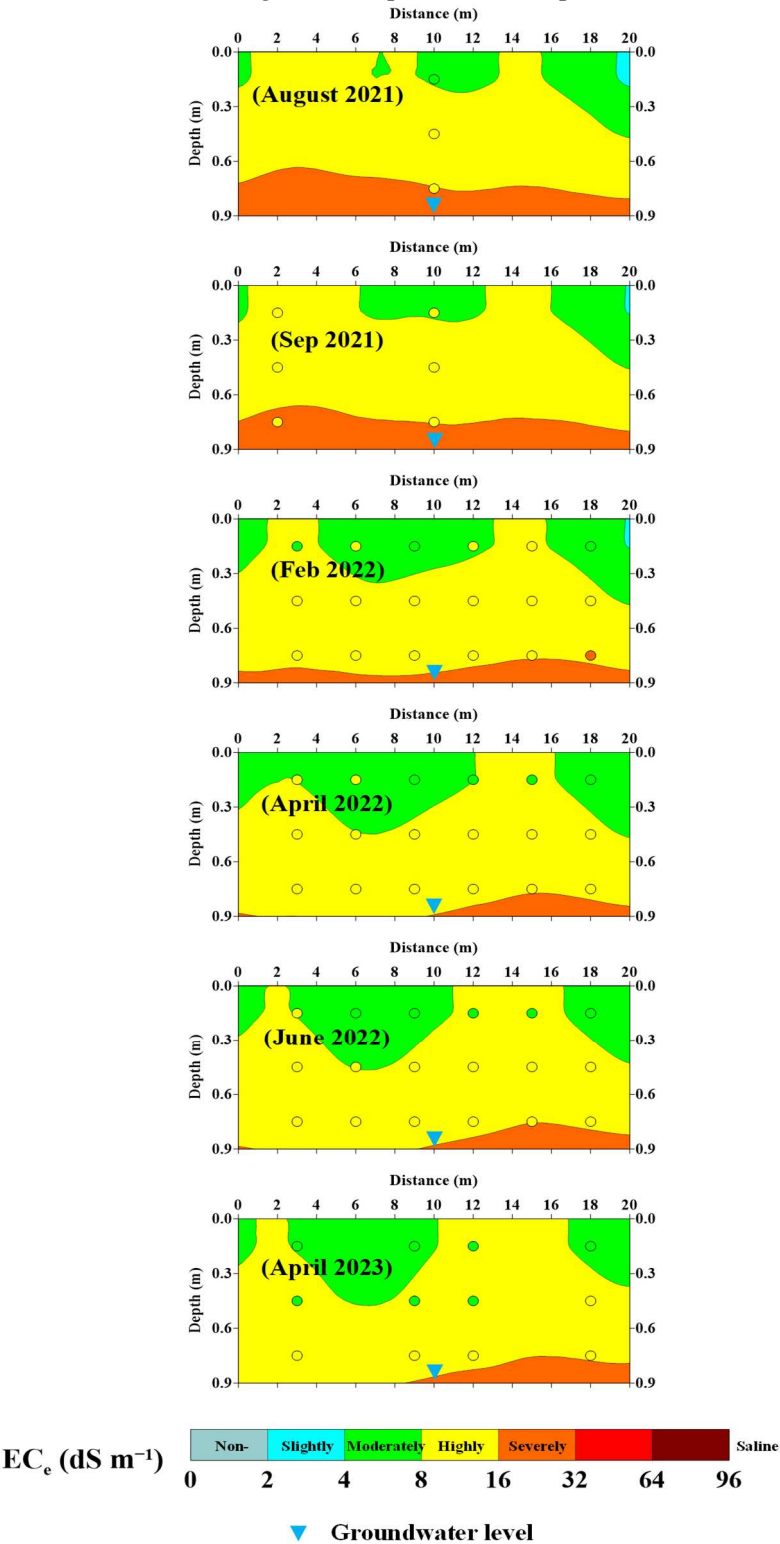 Distance (m)
0 2 4 6 8 10 12 14 16 18 20
0.0 0.0
(August 2021)
0.3 0.3
Depth (m)
0.6 0.6
0.9 0.9
Distance (m)
0 2 4 6 8 10 12 14 16 18 20
0.0 0.0
(Sep 2021)
0.3 0.3
Depth (m)
0.6 0.6
0.9 0.9
Distance (m)
0 2 4 6 8 10 12 14 16 18 20
0.0 0.0
(Feb 2022)
0.3 0.3
Depth (m)
0.6 0.6
0.9 0.9
Distance (m)
0 2 4 6 8 10 12 14 16 18 20
0.0 0.0
(April 2022)
0.3 0.3
Depth (m)
0.6 0.6
0.9 0.9
Distance (m)
0 2 4 6 8 10 12 14 16 18 20
0.0 0.0
(June 2022)
0.3 0.3
Depth (m)
0.6 0.6
0.9 0.9
Distance (m)
0 2 4 6 8 10 12 14 16 18 20
0.0 0.0
(April 2023)
0.3 0.3
Depth (m)
0.6 0.6
0.9 0.9
ECₑ (dS m⁻¹) Non- Slightly Moderately Highly Severely Saline
0 2 4 8 16 32 64 96
Groundwater level